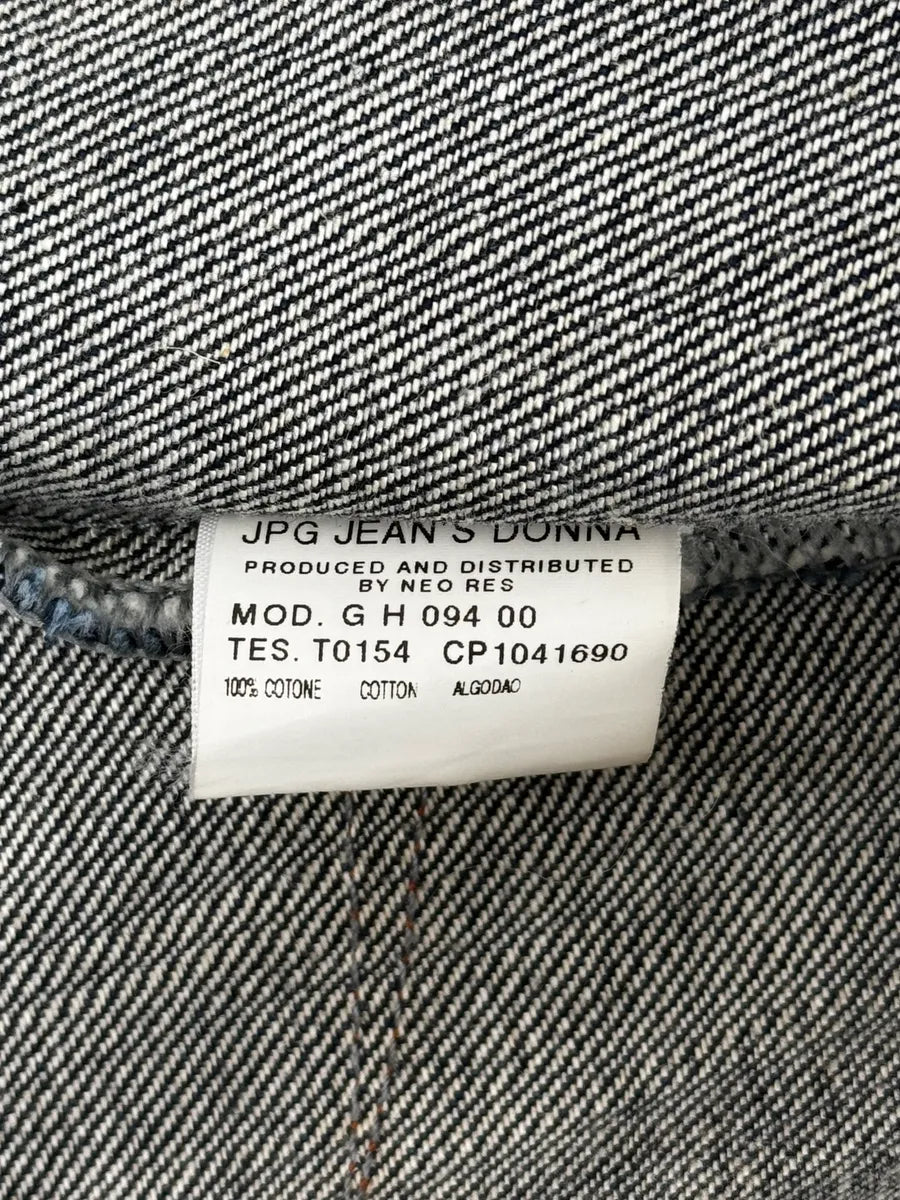 JPG JEAN'S DONNA
PRODUCED AND DISTRIBUTED
BY NEO RES
MOD. G H 094 00
TES. T0154 CP1041690
100% COTONE COTTON ALGODAO